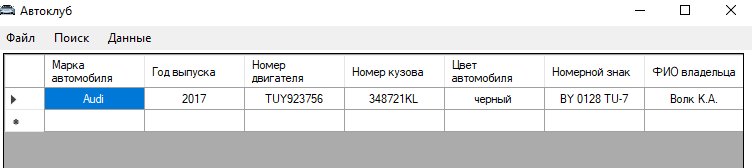 Автоклуб
Файл Поиск Данные
Марка автомобиля Год выпуска Номер двигателя Номер кузова Цвет автомобиля Номерной знак ФИО владельца
Audi 2017 TUY923756 348721KL черный BY 0128 TU-7 Волк К.А.